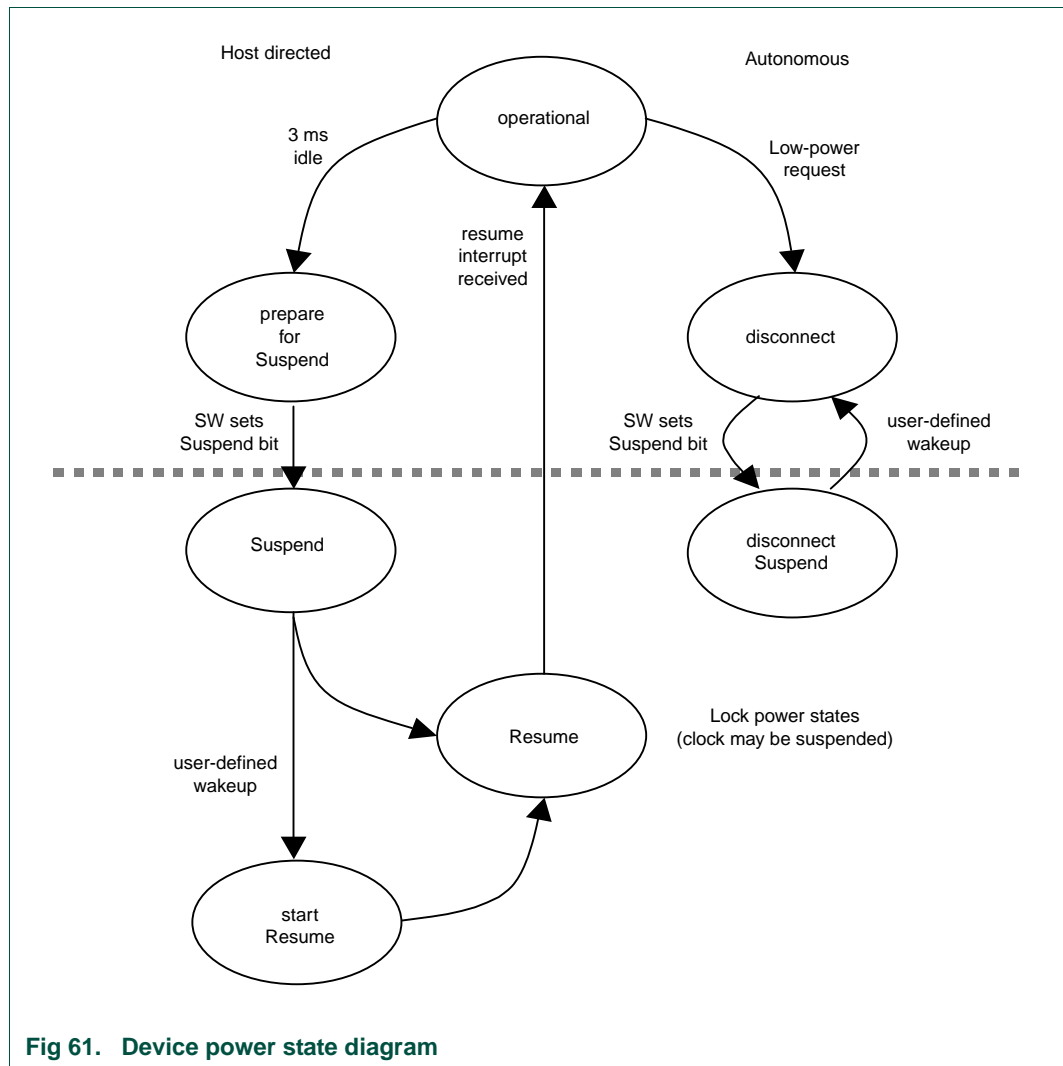 Host directed
Autonomous
operational
3 ms
idle
Low-power
request
resume
interrupt
received
prepare
for
Suspend
disconnect
SW sets
Suspend bit
SW sets
Suspend bit
user-defined
wakeup
Suspend
disconnect
Suspend
Resume
Lock power states
(clock may be suspended)
user-defined
wakeup
start
Resume
Fig 61. Device power state diagram